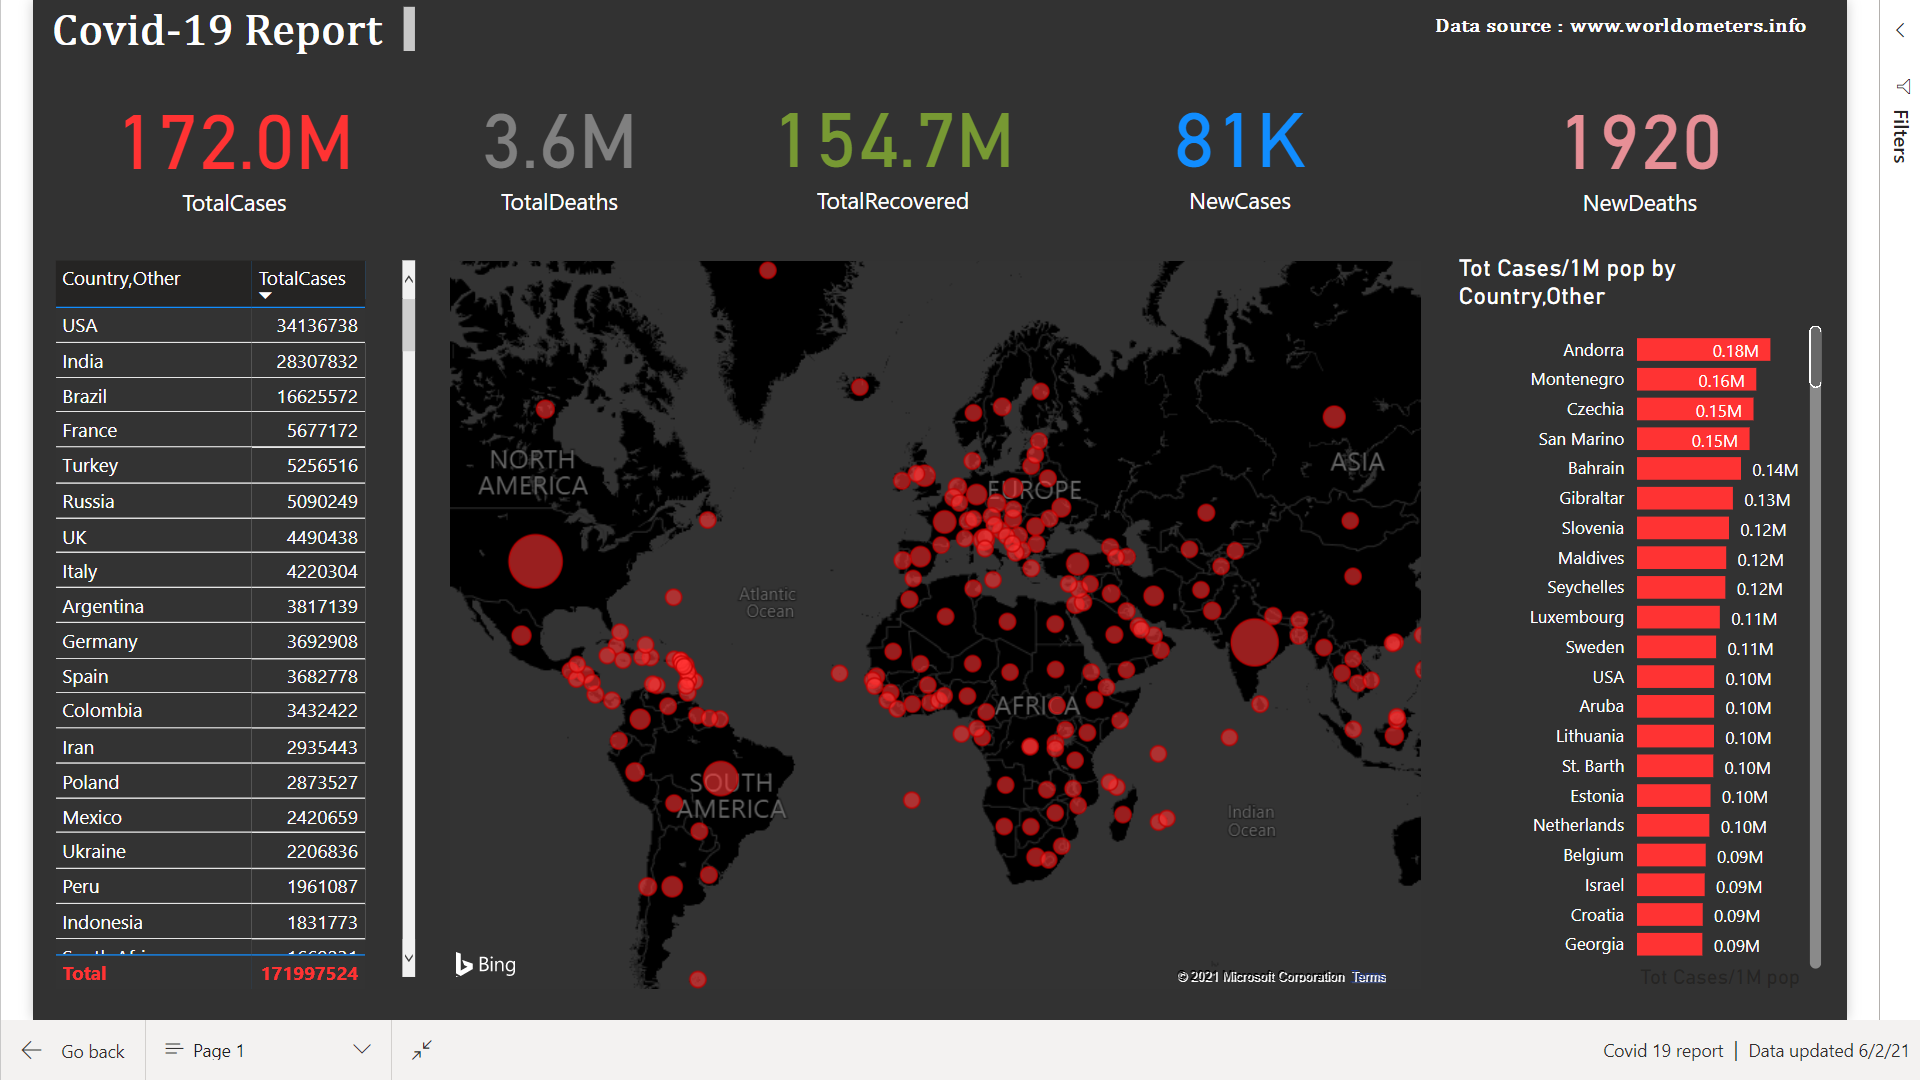 Covid-19 Report
Data source : www.worldometers.info
Filters
172.0M
TotalCases
3.6M
TotalDeaths
154.7M
TotalRecovered
81K
NewCases
1920
NewDeaths
Country,Other TotalCases
USA 34136738
India 28307832
Brazil 16625572
France 5677172
Turkey 5256516
Russia 5090249
UK 4490438
Italy 4220304
Argentina 3817139
Germany 3692908
Spain 3682778
Colombia 3432422
Iran 2935443
Poland 2873527
Mexico 2420659
Ukraine 2206836
Peru 1961087
Indonesia 1831773
Total 171997524
NORTH
AMERICA
EUROPE
ASIA
Atlantic
Ocean
AFRICA
SOUTH
AMERICA
Indian
Ocean
Bing
© 2021 Microsoft Corporation Terms
Tot Cases/1M pop by
Country,Other
Andorra 0.18M
Montenegro 0.16M
Czechia 0.15M
San Marino 0.15M
Bahrain 0.14M
Gibraltar 0.13M
Slovenia 0.12M
Maldives 0.12M
Seychelles 0.12M
Luxembourg 0.11M
Sweden 0.11M
USA 0.10M
Aruba 0.10M
Lithuania 0.10M
St. Barth 0.10M
Estonia 0.10M
Netherlands 0.10M
Belgium 0.09M
Israel 0.09M
Croatia 0.09M
Georgia 0.09M
Tot Cases/1M pop
Go back
Page 1
Covid 19 report | Data updated 6/2/21